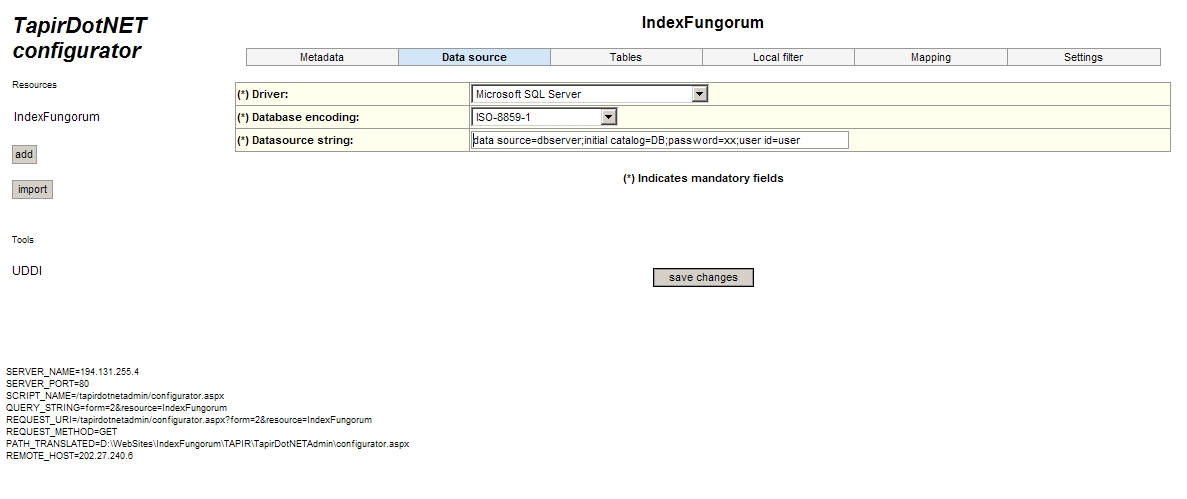 TapirDotNET
configurator
IndexFungorum
Metadata Data source Tables Local filter Mapping Settings
Resources
IndexFungorum
add
import
(*) Driver: Microsoft SQL Server
(*) Database encoding: ISO-8859-1
(*) Datasource string: data source=dbserver;initial catalog=DB;password=xx;user id=user
(*) Indicates mandatory fields
Tools
UDDI
save changes
SERVER_NAME=194.131.255.4
SERVER_PORT=80
SCRIPT_NAME=/tapirdotnetadmin/configurator.aspx
QUERY_STRING=form=2&resource=IndexFungorum
REQUEST_URI=/tapirdotnetadmin/configurator.aspx?form=2&resource=IndexFungorum
REQUEST_METHOD=GET
PATH_TRANSLATED=D:\WebSites\IndexFungorum\TAPIR\TapirDotNETAdmin\configurator.aspx
REMOTE_HOST=202.27.240.6